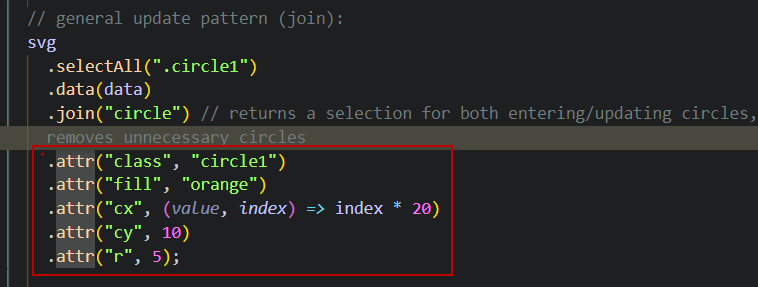 // general update pattern (join):
svg
.selectAll(".circle1")
.data(data)
.join("circle") // returns a selection for both entering/updating circles,
removes unnecessary circles
.attr("class", "circle1")
.attr("fill", "orange")
.attr("cx", (value, index) => index * 20)
.attr("cy", 10)
.attr("r", 5);